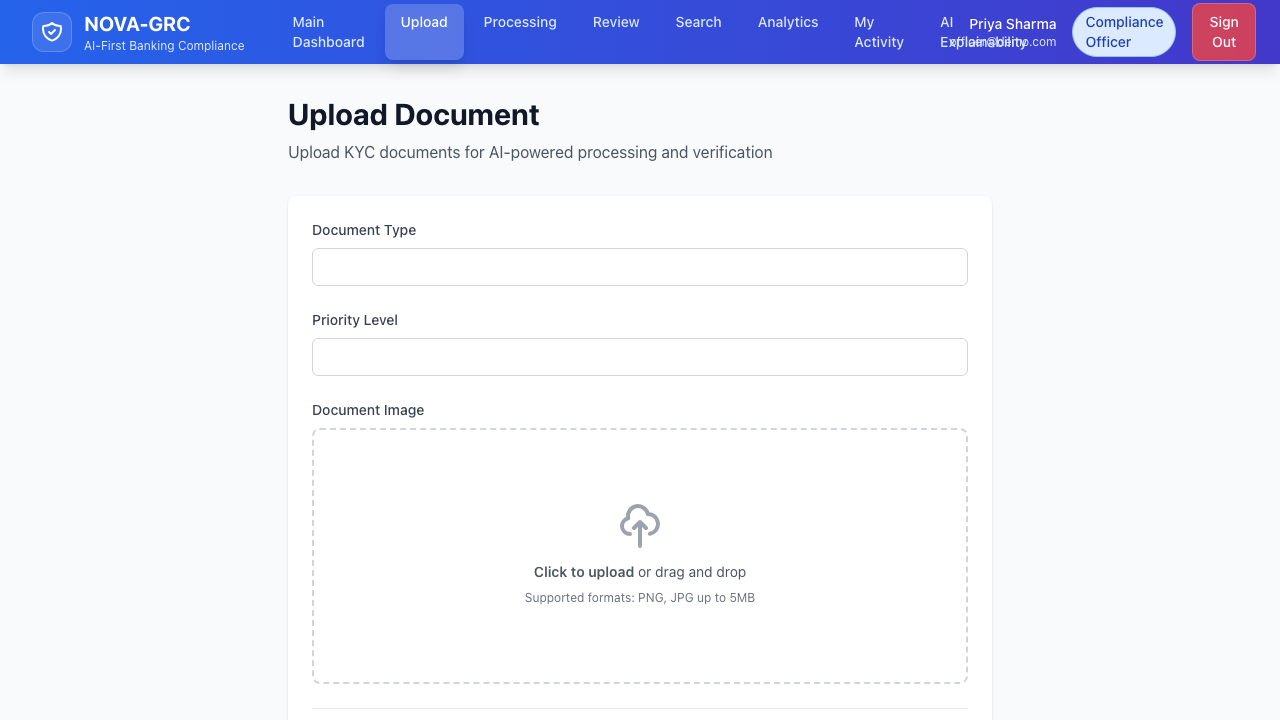 NOVA-GRC
AI-First Banking Compliance
Main
Dashboard
Upload
Processing
Review
Search
Analytics
My
Activity
AI
Explainability
Priya Sharma
Compliance
Officer
Sign
Out
Upload Document
Upload KYC documents for AI-powered processing and verification
Document Type
Priority Level
Document Image
Click to upload or drag and drop
Supported formats: PNG, JPG up to 5MB